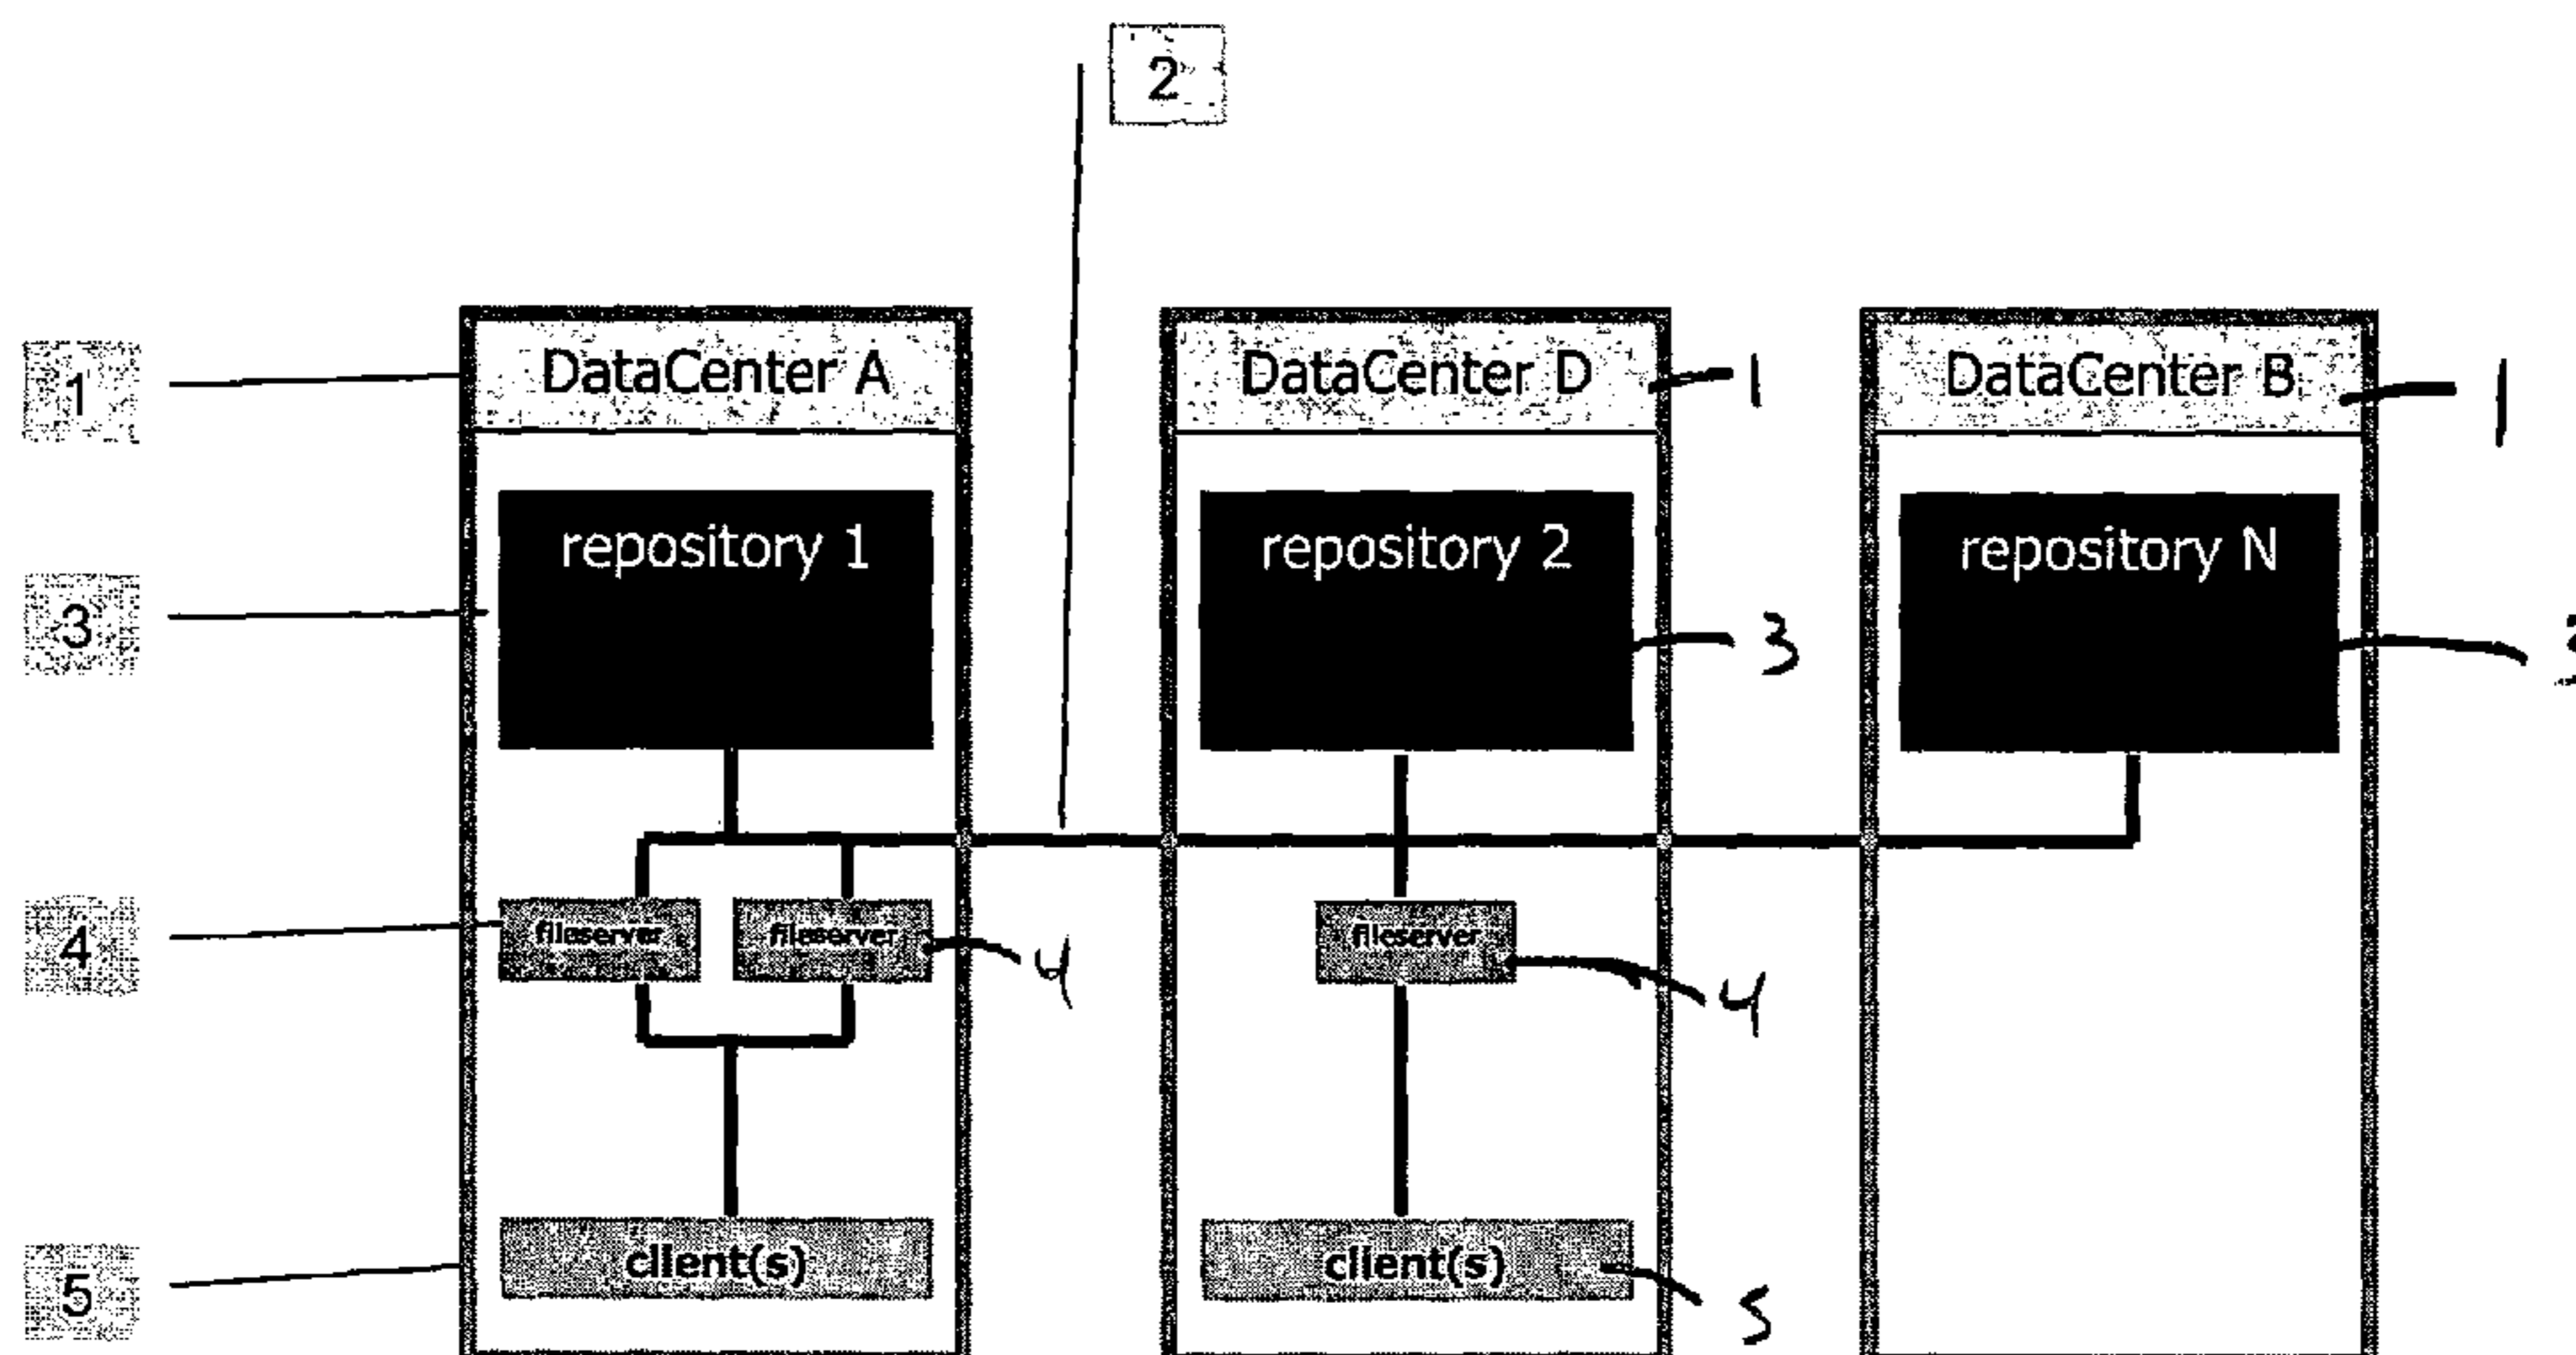 2
1
DataCenter A
DataCenter D
1
DataCenter B
1
repository 1
repository 2
repository N
3
3
4
fileserver
fileserver
4
fileserver
4
5
client(s)
client(s)
5